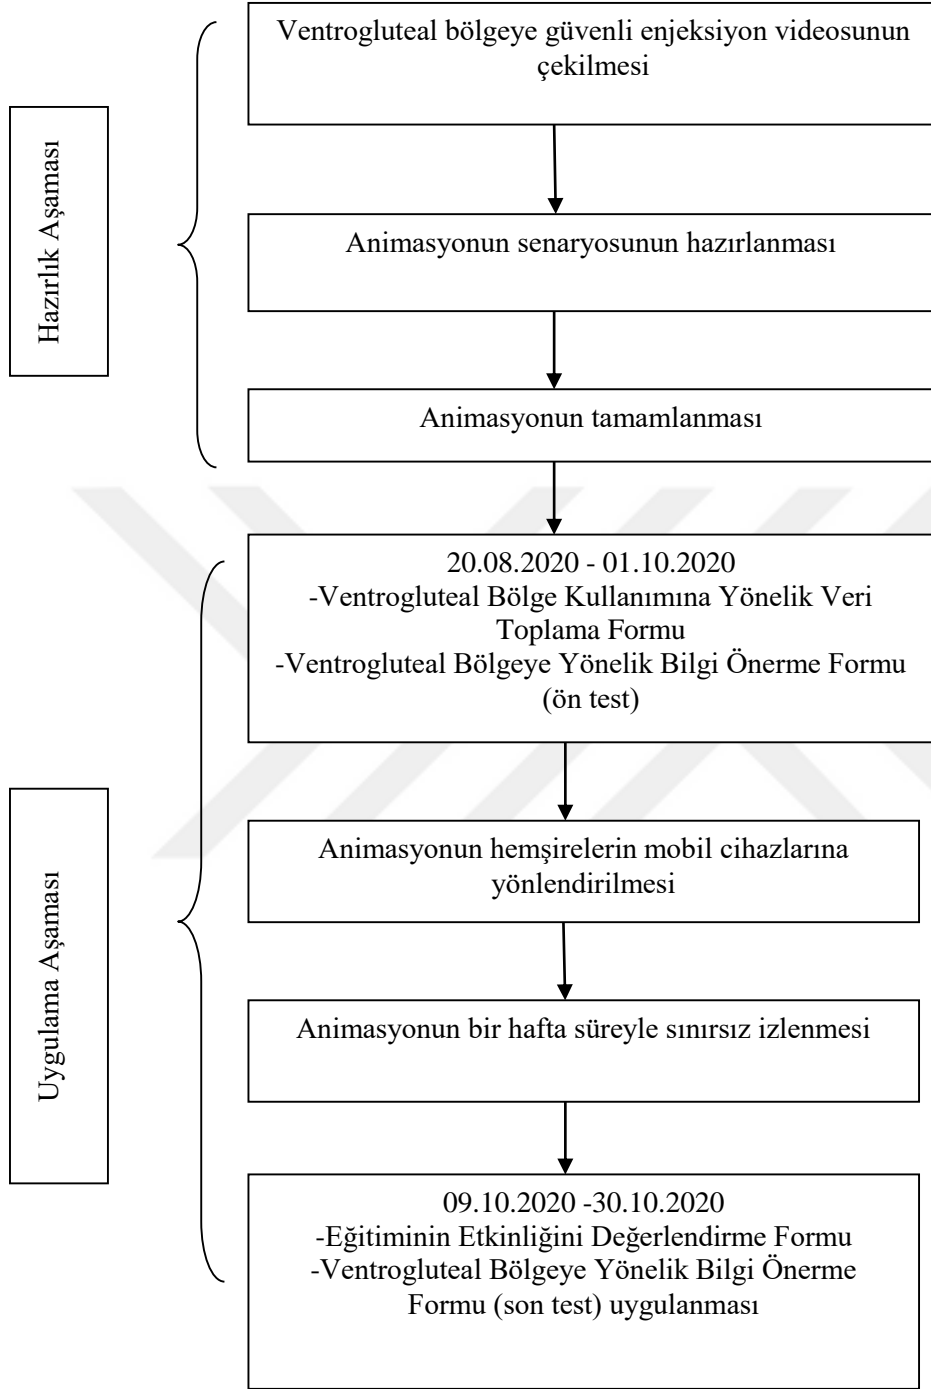 Hazırlık Aşaması
Ventrogluteal bölgeye güvenli enjeksiyon videosunun
çekilmesi
Animasyonun senaryosunun hazırlanması
Animasyonun tamamlanması
Uygulama Aşaması
20.08.2020 - 01.10.2020
-Ventrogluteal Bölge Kullanımına Yönelik Veri
Toplama Formu
-Ventrogluteal Bölgeye Yönelik Bilgi Önerme Formu
(ön test)
Animasyonun hemşirelerin mobil cihazlarına
yönlendirilmesi
Animasyonun bir hafta süreyle sınırsız izlenmesi
09.10.2020 -30.10.2020
-Eğitiminin Etkinliğini Değerlendirme Formu
-Ventrogluteal Bölgeye Yönelik Bilgi Önerme
Formu (son test) uygulanması